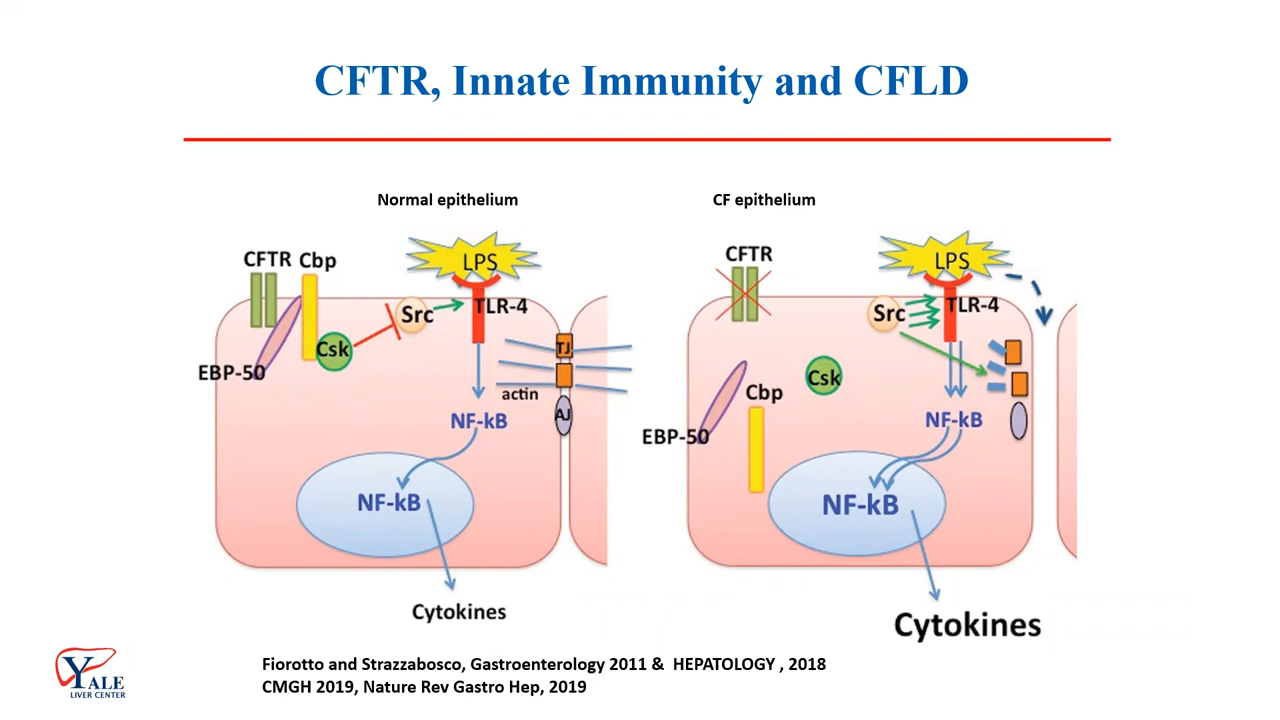 CFTR, Innate Immunity and CFLD
Normal epithelium
CFTR Cbp
LPS
Src
TLR-4
Csk
EBP-50
TJ
actin
AJ
NF-kB
NF-kB
Cytokines
CF epithelium
CFTR
LPS
Src
TLR-4
Csk
Cbp
EBP-50
NF-kB
NF-kB
Cytokines
YALE
LIVER CENTER
Fiorotto and Strazzabosco, Gastroenterology 2011 & HEPATOLOGY , 2018
CMGH 2019, Nature Rev Gastro Hep, 2019